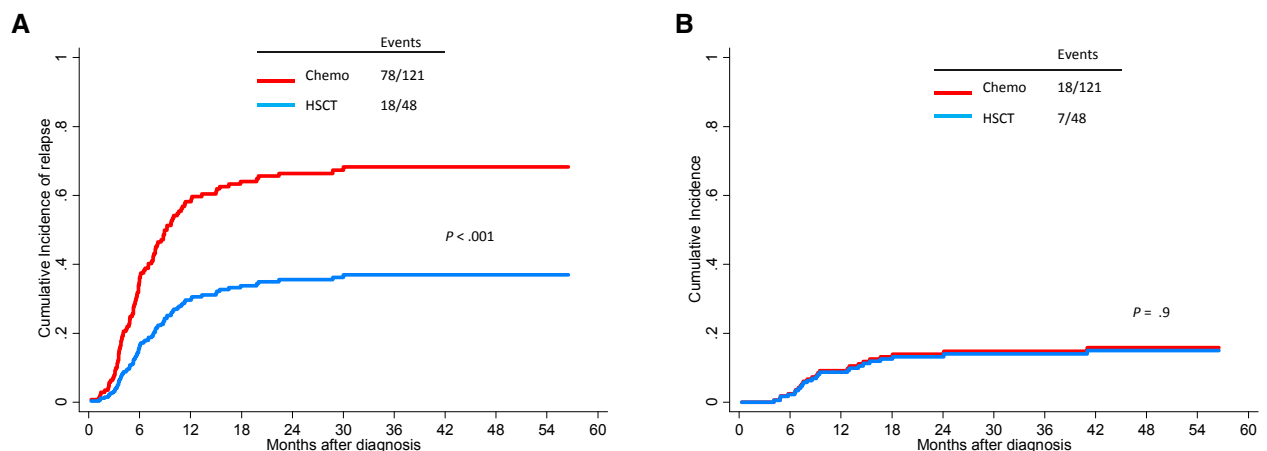 A
Events
Chemo 78/121
HSCT 18/48
Cumulative Incidence of relapse
1
.8
.6
.4
.2
0
P < .001
0 6 12 18 24 30 36 42 48 54 60
Months after diagnosis
B
Events
Chemo 18/121
HSCT 7/48
Cumulative Incidence
1
.8
.6
.4
.2
0
P = .9
0 6 12 18 24 30 36 42 48 54 60
Months after diagnosis